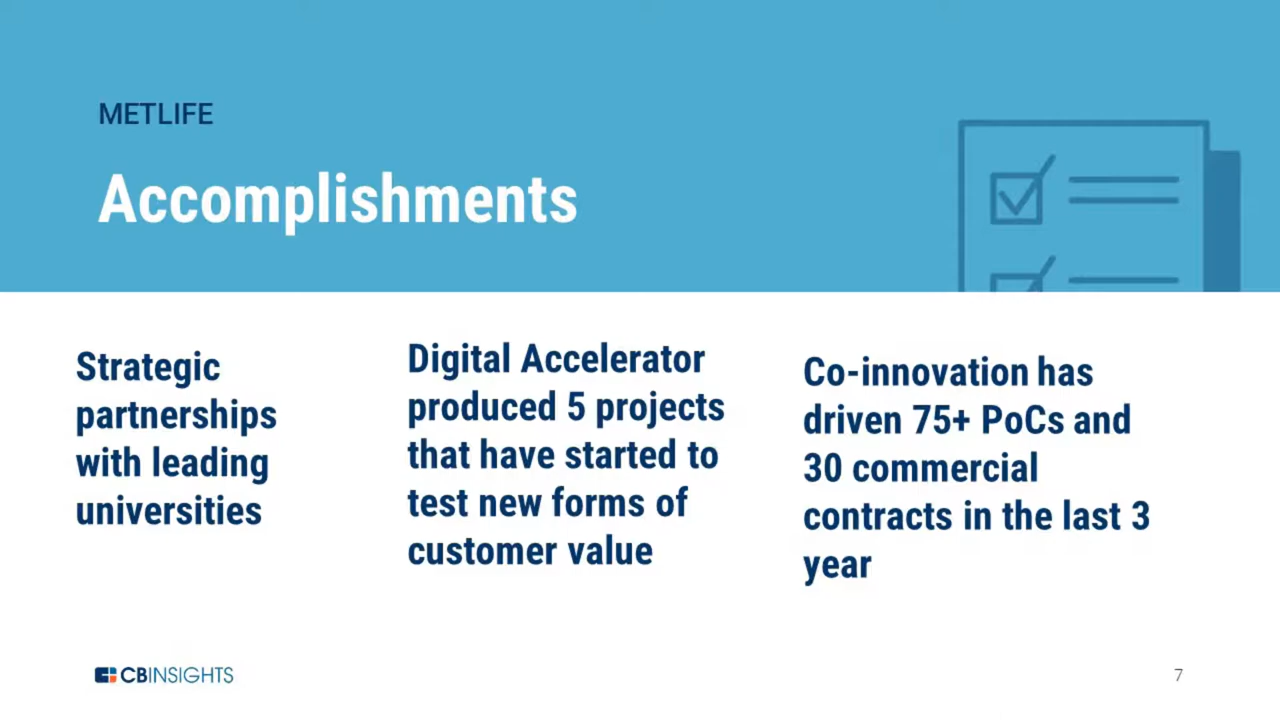 METLIFE
Accomplishments
Strategic
partnerships
with leading
universities
Digital Accelerator
produced 5 projects
that have started to
test new forms of
customer value
Co-innovation has
driven 75+ PoCs and
30 commercial
contracts in the last 3
year
CBINSIGHTS
7